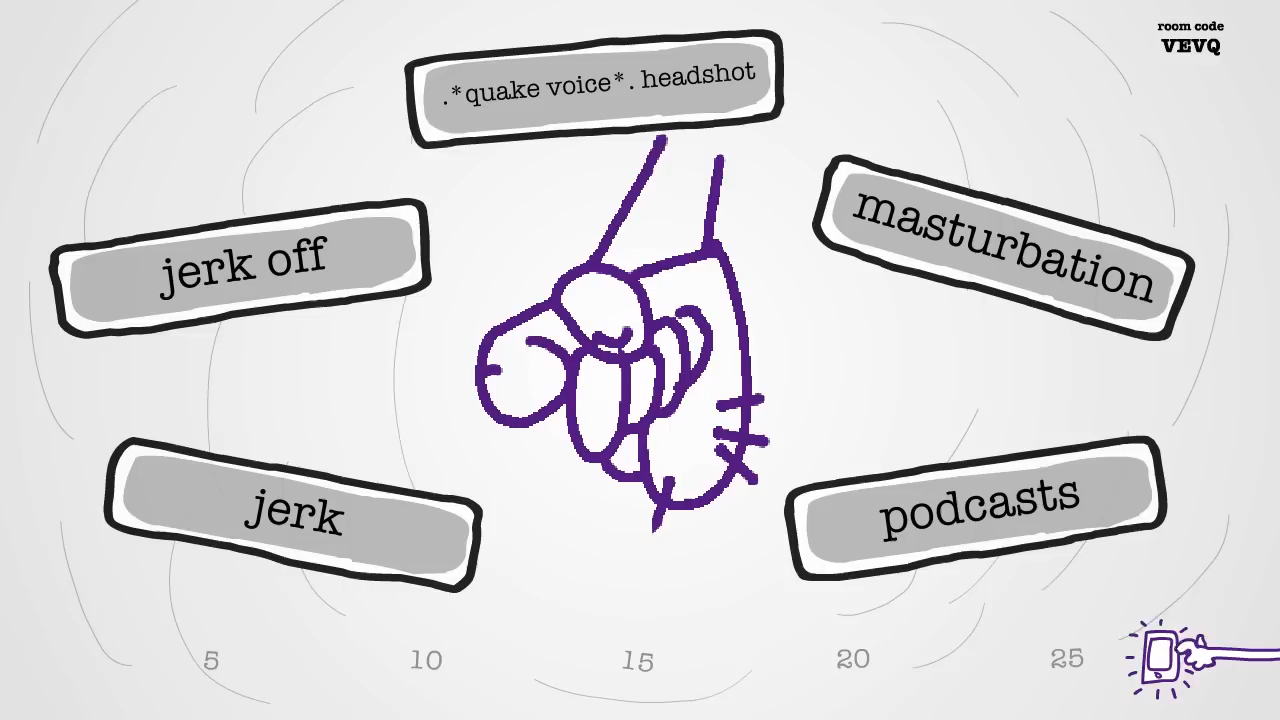 room code
VEVQ
.*quake voice*. headshot
jerk off
masturbation
jerk
podcasts
5 10 15 20 25